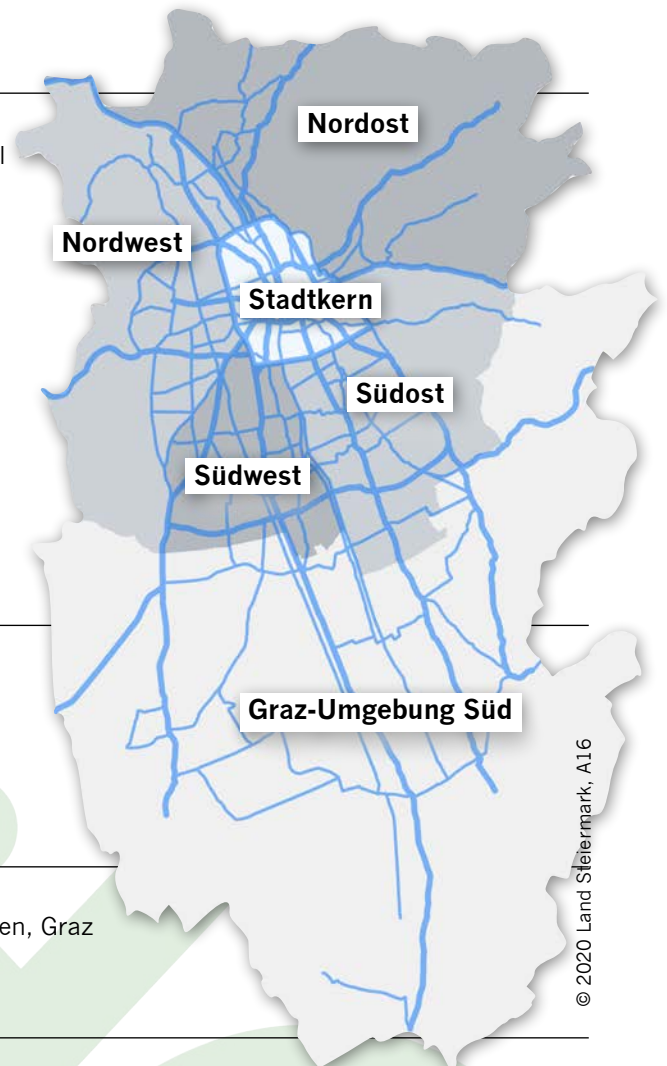 Nordost
l
Nordwest
Stadtkern
Südost
Südwest
Graz-Umgebung Süd
© 2020 Land Steiermark, A16
en, Graz